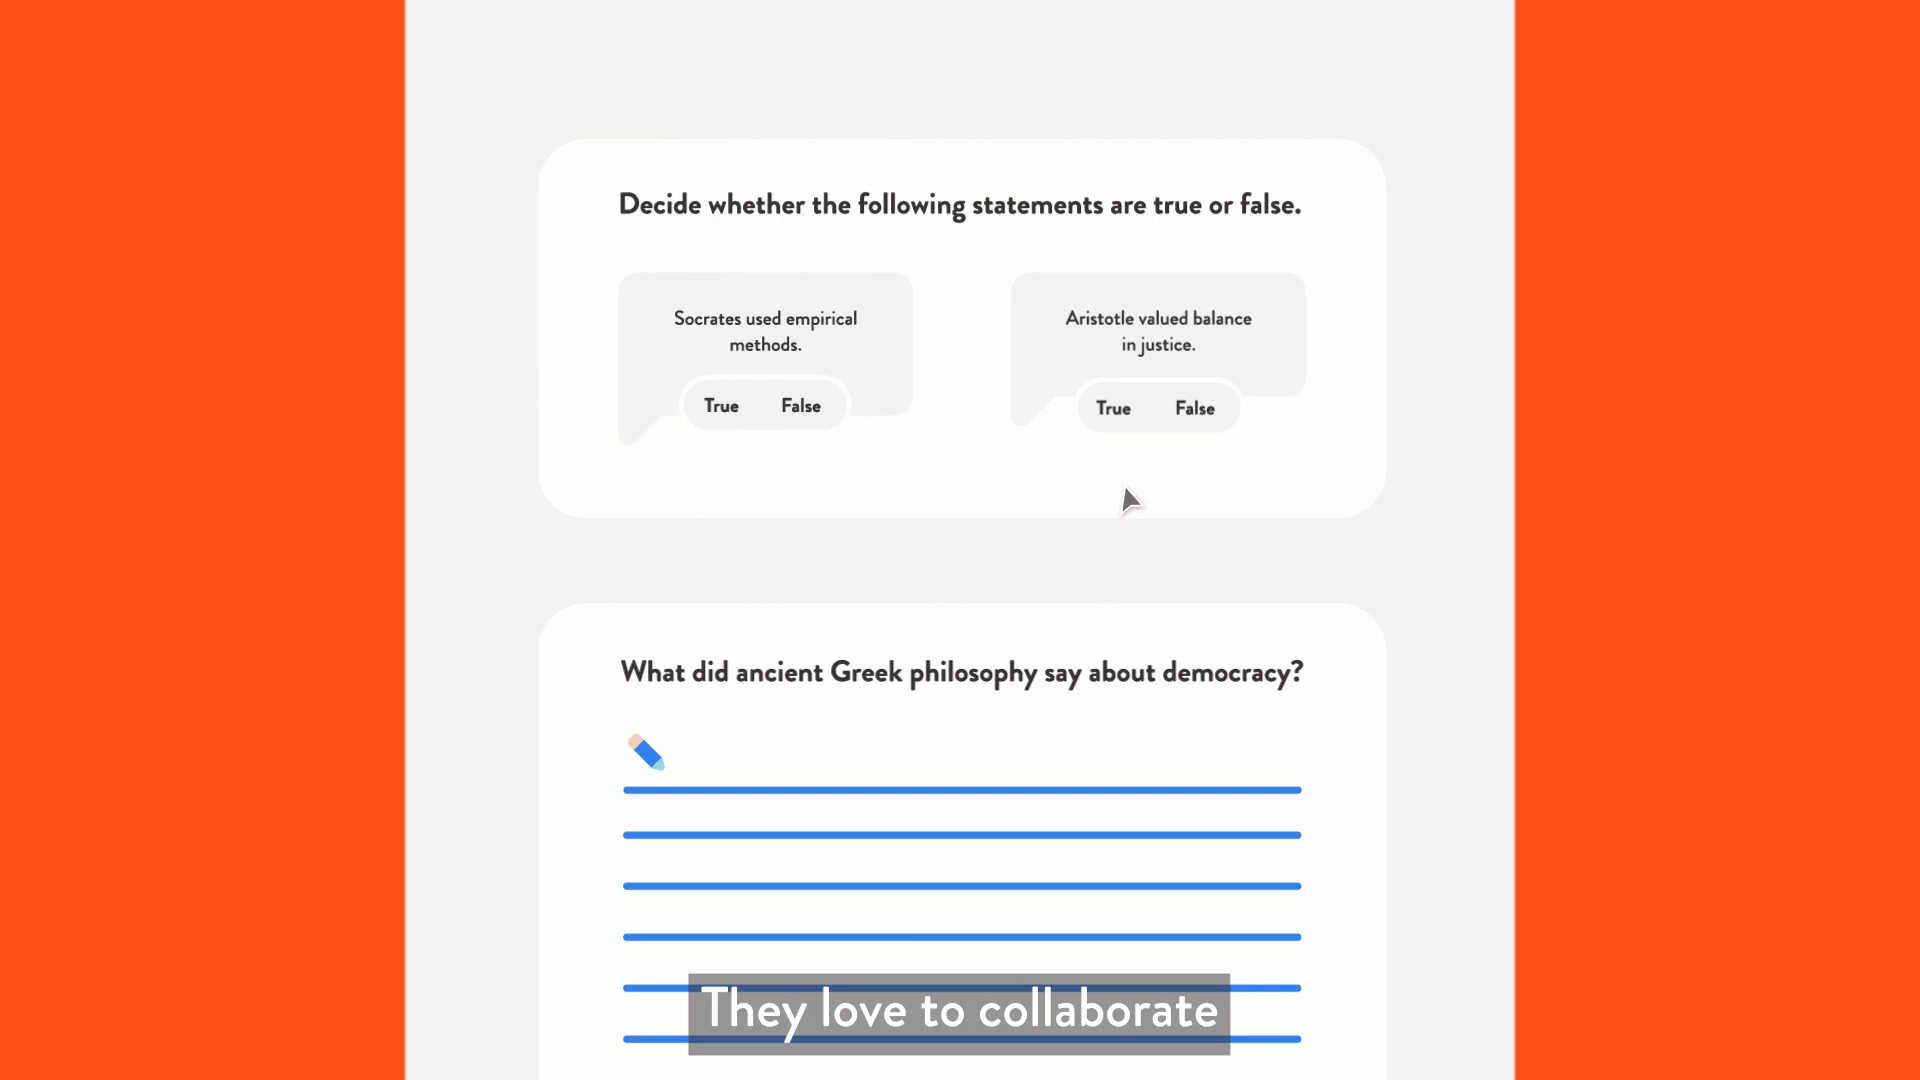 Decide whether the following statements are true or false.
Socrates used empirical
methods.
True False
Aristotle valued balance
in justice.
True False
What did ancient Greek philosophy say about democracy?
They love to collaborate